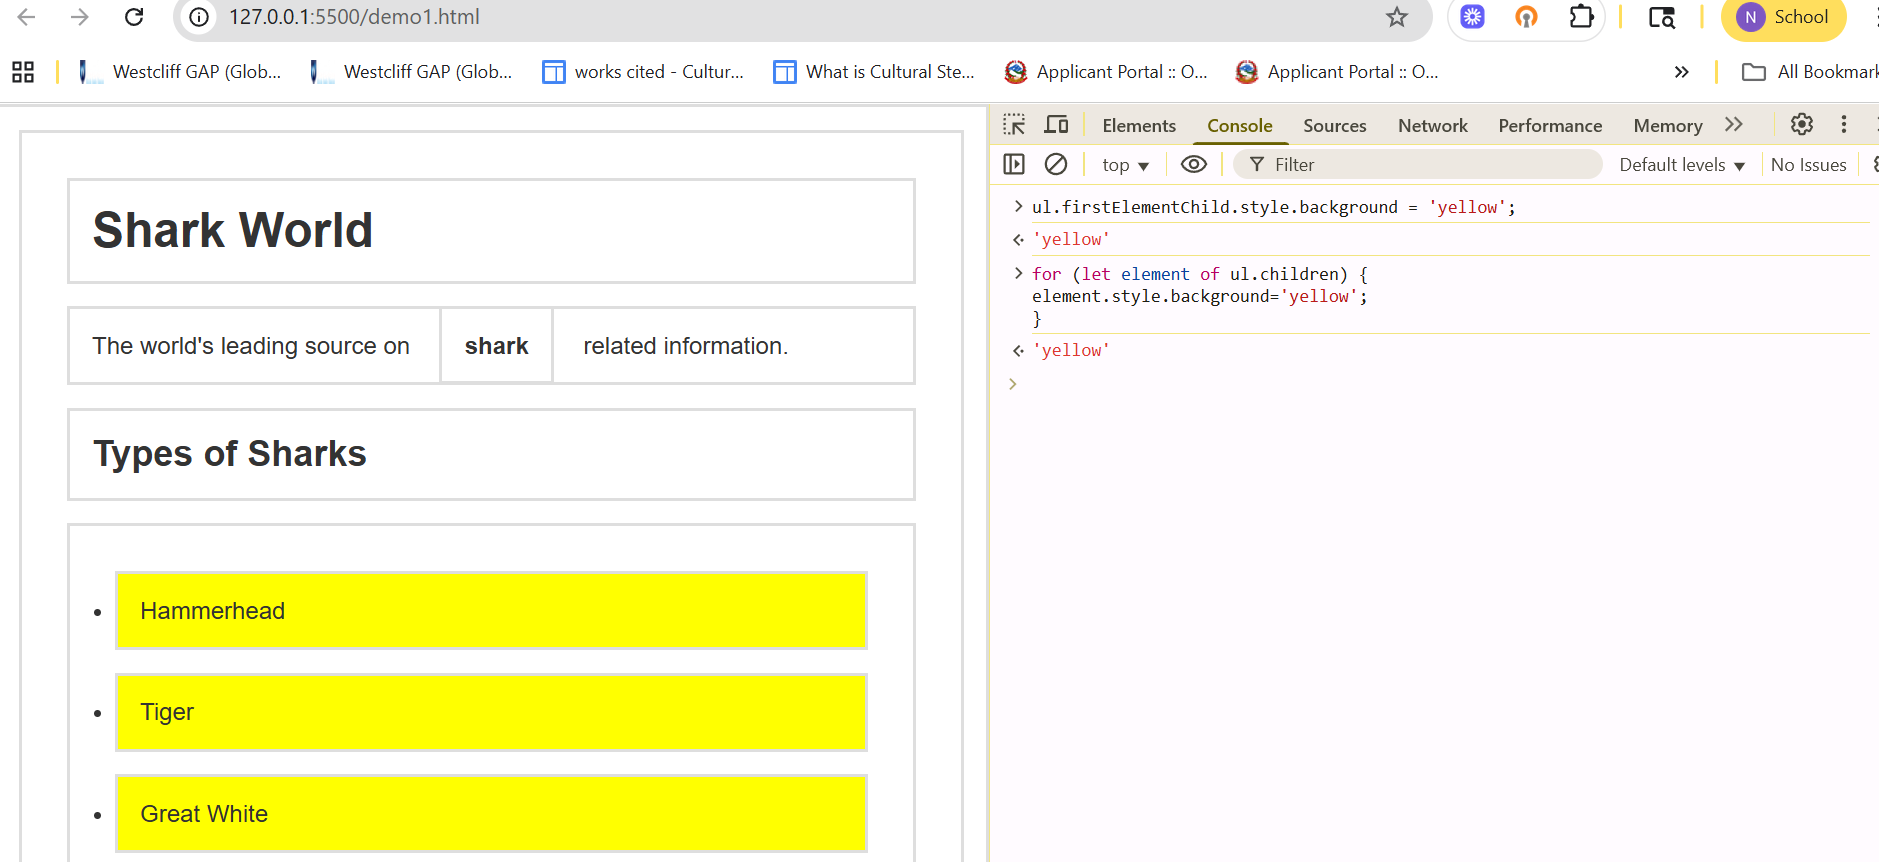 127.0.0.1:5500/demo1.html
N School
Westcliff GAP (Glob...
Westcliff GAP (Glob...
works cited - Cultur...
What is Cultural Ste...
Applicant Portal :: O...
Applicant Portal :: O...
All Bookmark
Elements Console Sources Network Performance Memory
top Filter Default levels No Issues
Shark World
The world's leading source on shark related information.
Types of Sharks
Hammerhead
Tiger
Great White
ul.firstElementChild.style.background = 'yellow';
'yellow'
for (let element of ul.children) {
element.style.background='yellow';
}
'yellow'